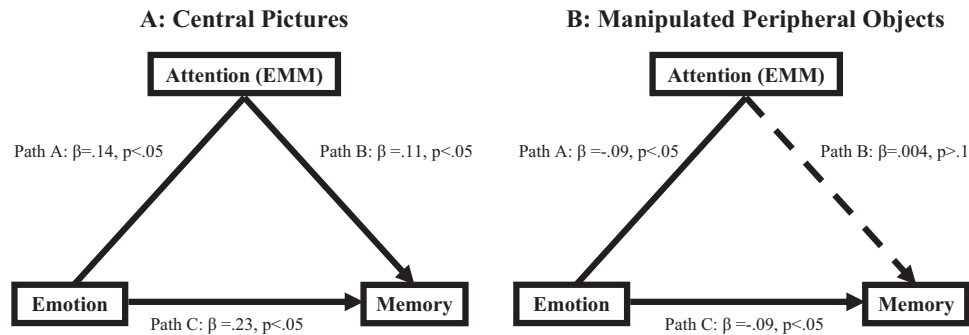 A: Central Pictures
Attention (EMM)
Path A: β=.14, p<.05
Path B: β =.11, p<.05
Emotion
Memory
Path C: β =.23, p<.05
B: Manipulated Peripheral Objects
Attention (EMM)
Path A: β =-.09, p<.05
Path B: β=.004, p>.1
Emotion
Memory
Path C: β =-.09, p<.05